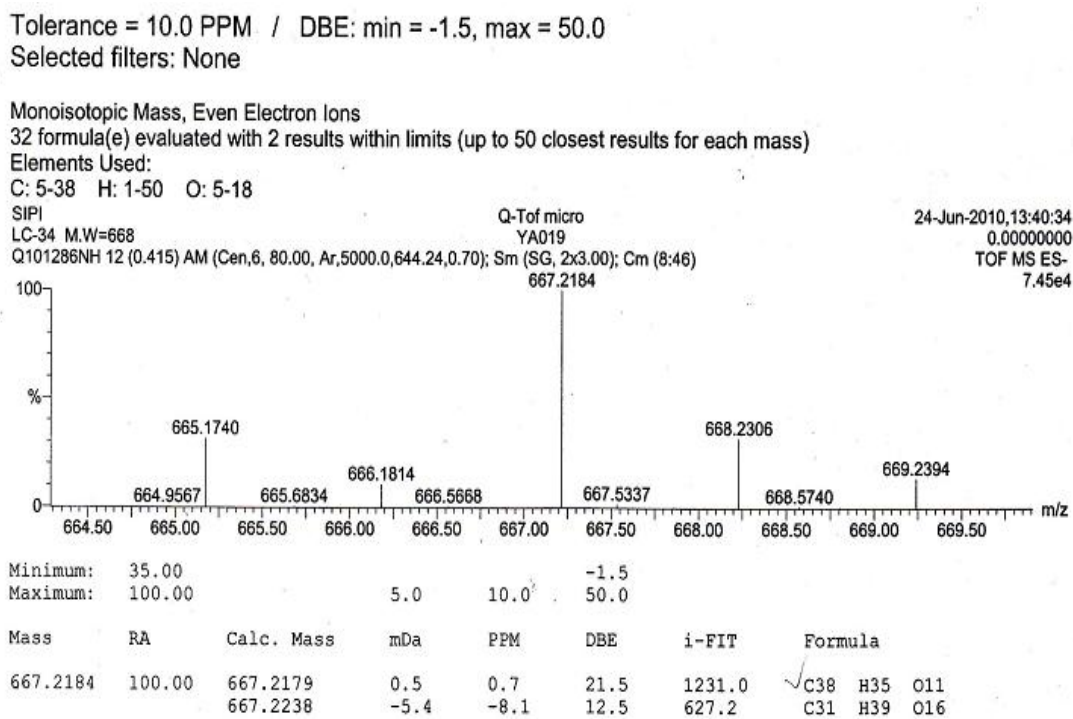 Tolerance = 10.0 PPM / DBE: min = -1.5, max = 50.0
Selected filters: None
Monoisotopic Mass, Even Electron Ions
32 formula(e) evaluated with 2 results within limits (up to 50 closest results for each mass)
Elements Used:
C: 5-38 H: 1-50 O: 5-18
SIPI Q-Tof micro 24-Jun-2010,13:40:34
LC-34 M.W=668 YA019 0.00000000
Q101286NH 12 (0.415) AM (Cen,6, 80.00, Ar,5000.0,644.24,0.70); Sm (SG, 2x3.00); Cm (8:46) TOF MS ES-
100 667.2184 7.45e4
%
665.1740 668.2306
666.1814 669.2394
664.9567 665.6834 666.5668 667.5337 668.5740
0 m/z
664.50 665.00 665.50 666.00 666.50 667.00 667.50 668.00 668.50 669.00 669.50
Minimum: 35.00 -1.5
Maximum: 100.00 5.0 10.0 50.0
Mass RA Calc. Mass mDa PPM DBE i-FIT Formula
667.2184 100.00 667.2179 0.5 0.7 21.5 1231.0 √C38 H35 O11
667.2238 -5.4 -8.1 12.5 627.2 C31 H39 O16